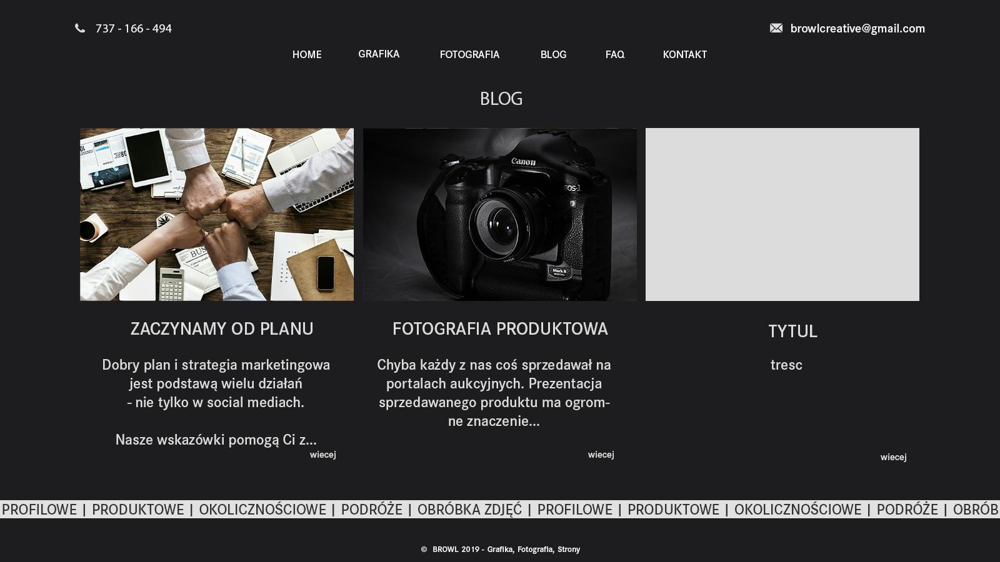 737 - 166 - 494
browlcreative@gmail.com
HOME GRAFIKA FOTOGRAFIA BLOG FAQ KONTAKT
BLOG
BUS
Canon
EOS-1
Mark II
ZACZYNAMY OD PLANU
Dobry plan i strategia marketingowa
jest podstawą wielu działań
- nie tylko w social mediach.
Nasze wskazówki pomogą Ci z...
wiecej
FOTOGRAFIA PRODUKTOWA
Chyba każdy z nas coś sprzedawał na
portalach aukcyjnych. Prezentacja
sprzedawanego produktu ma ogrom-
ne znaczenie...
wiecej
TYTUL
tresc
wiecej
PROFILOWE | PRODUKTOWE | OKOLICZNOŚCIOWE | PODRÓŻE | OBRÓBKA ZDJĘĆ | PROFILOWE | PRODUKTOWE | OKOLICZNOŚCIOWE | PODRÓŻE | OBRÓB
© BROWL 2019 - Grafika, Fotografia, Strony